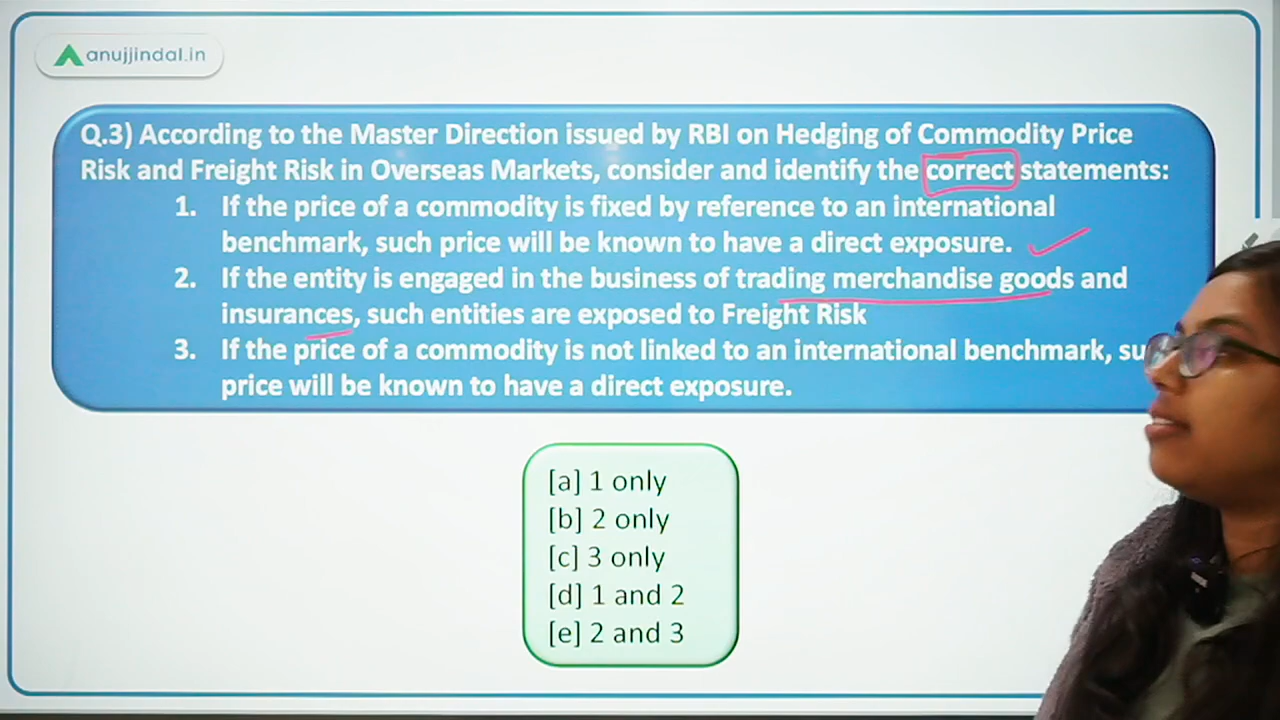 anujjindal.in
Q.3) According to the Master Direction issued by RBI on Hedging of Commodity Price
Risk and Freight Risk in Overseas Markets, consider and identify the correct statements:
1. If the price of a commodity is fixed by reference to an international
benchmark, such price will be known to have a direct exposure.
2. If the entity is engaged in the business of trading merchandise goods and
insurances, such entities are exposed to Freight Risk
3. If the price of a commodity is not linked to an international benchmark,
price will be known to have a direct exposure.
[a] 1 only
[b] 2 only
[c] 3 only
[d] 1 and 2
[e] 2 and 3